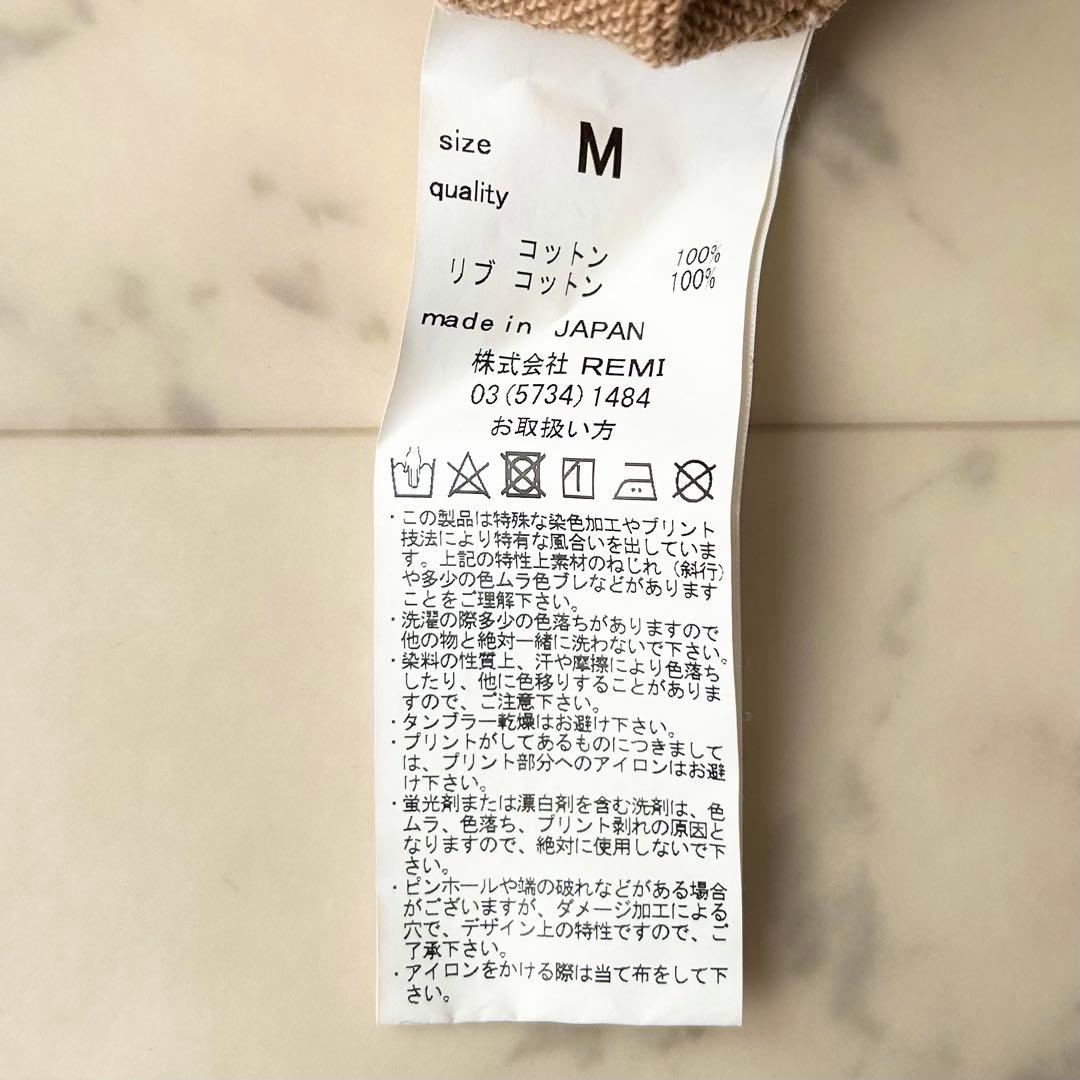 size M
quality
コットン 100%
リブ コットン 100%
made in JAPAN
株式会社 REMI
03(5734)1484
お取扱い方
・この製品は特殊な染色加工やプリント
技法により特有な風合いを出していま
す。上記の特性上素材のねじれ（斜行）
や多少の色ムラ色ブレなどがあります
ことをご理解下さい。
・洗濯の際多少の色落ちがありますので
他の物と絶対一緒に洗わないで下さい。
・染料の性質上、汗や摩擦により色落ち
したり、他に色移りすることがありま
すので、ご注意下さい。
・タンブラー乾燥はお避け下さい。
・プリントがしてあるものにつきまして
は、プリント部分へのアイロンはお避
け下さい。
・蛍光剤または漂白剤を含む洗剤は、色
ムラ、色落ち、プリント剥れの原因と
なりますので、絶対に使用しないで下
さい。
・ピンホールや端の破れなどがある場合
がございますが、ダメージ加工による
穴で、デザイン上の特性ですので、ご
了承下さい。
・アイロンをかける際は当て布をして下
さい。